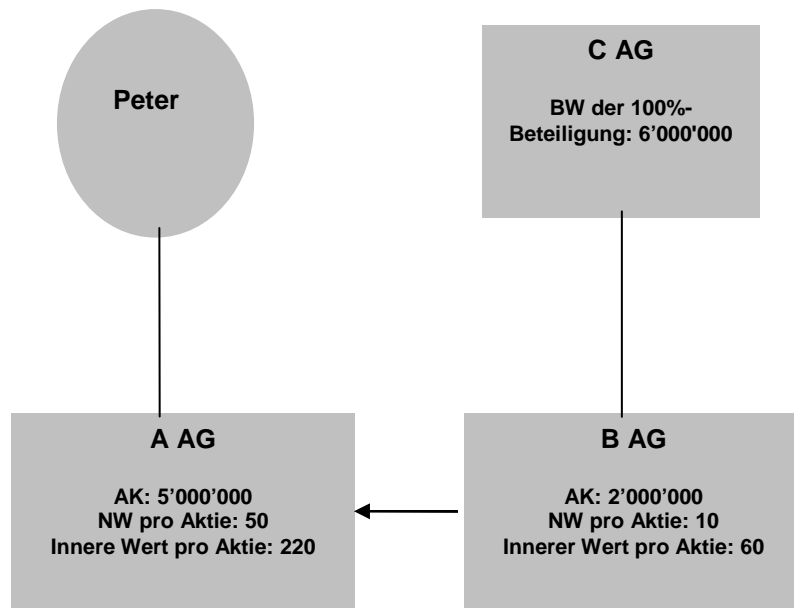 Peter
C AG
BW der 100%-
Beteiligung: 6’000'000
A AG
AK: 5’000’000
NW pro Aktie: 50
Innere Wert pro Aktie: 220
B AG
AK: 2’000’000
NW pro Aktie: 10
Innerer Wert pro Aktie: 60